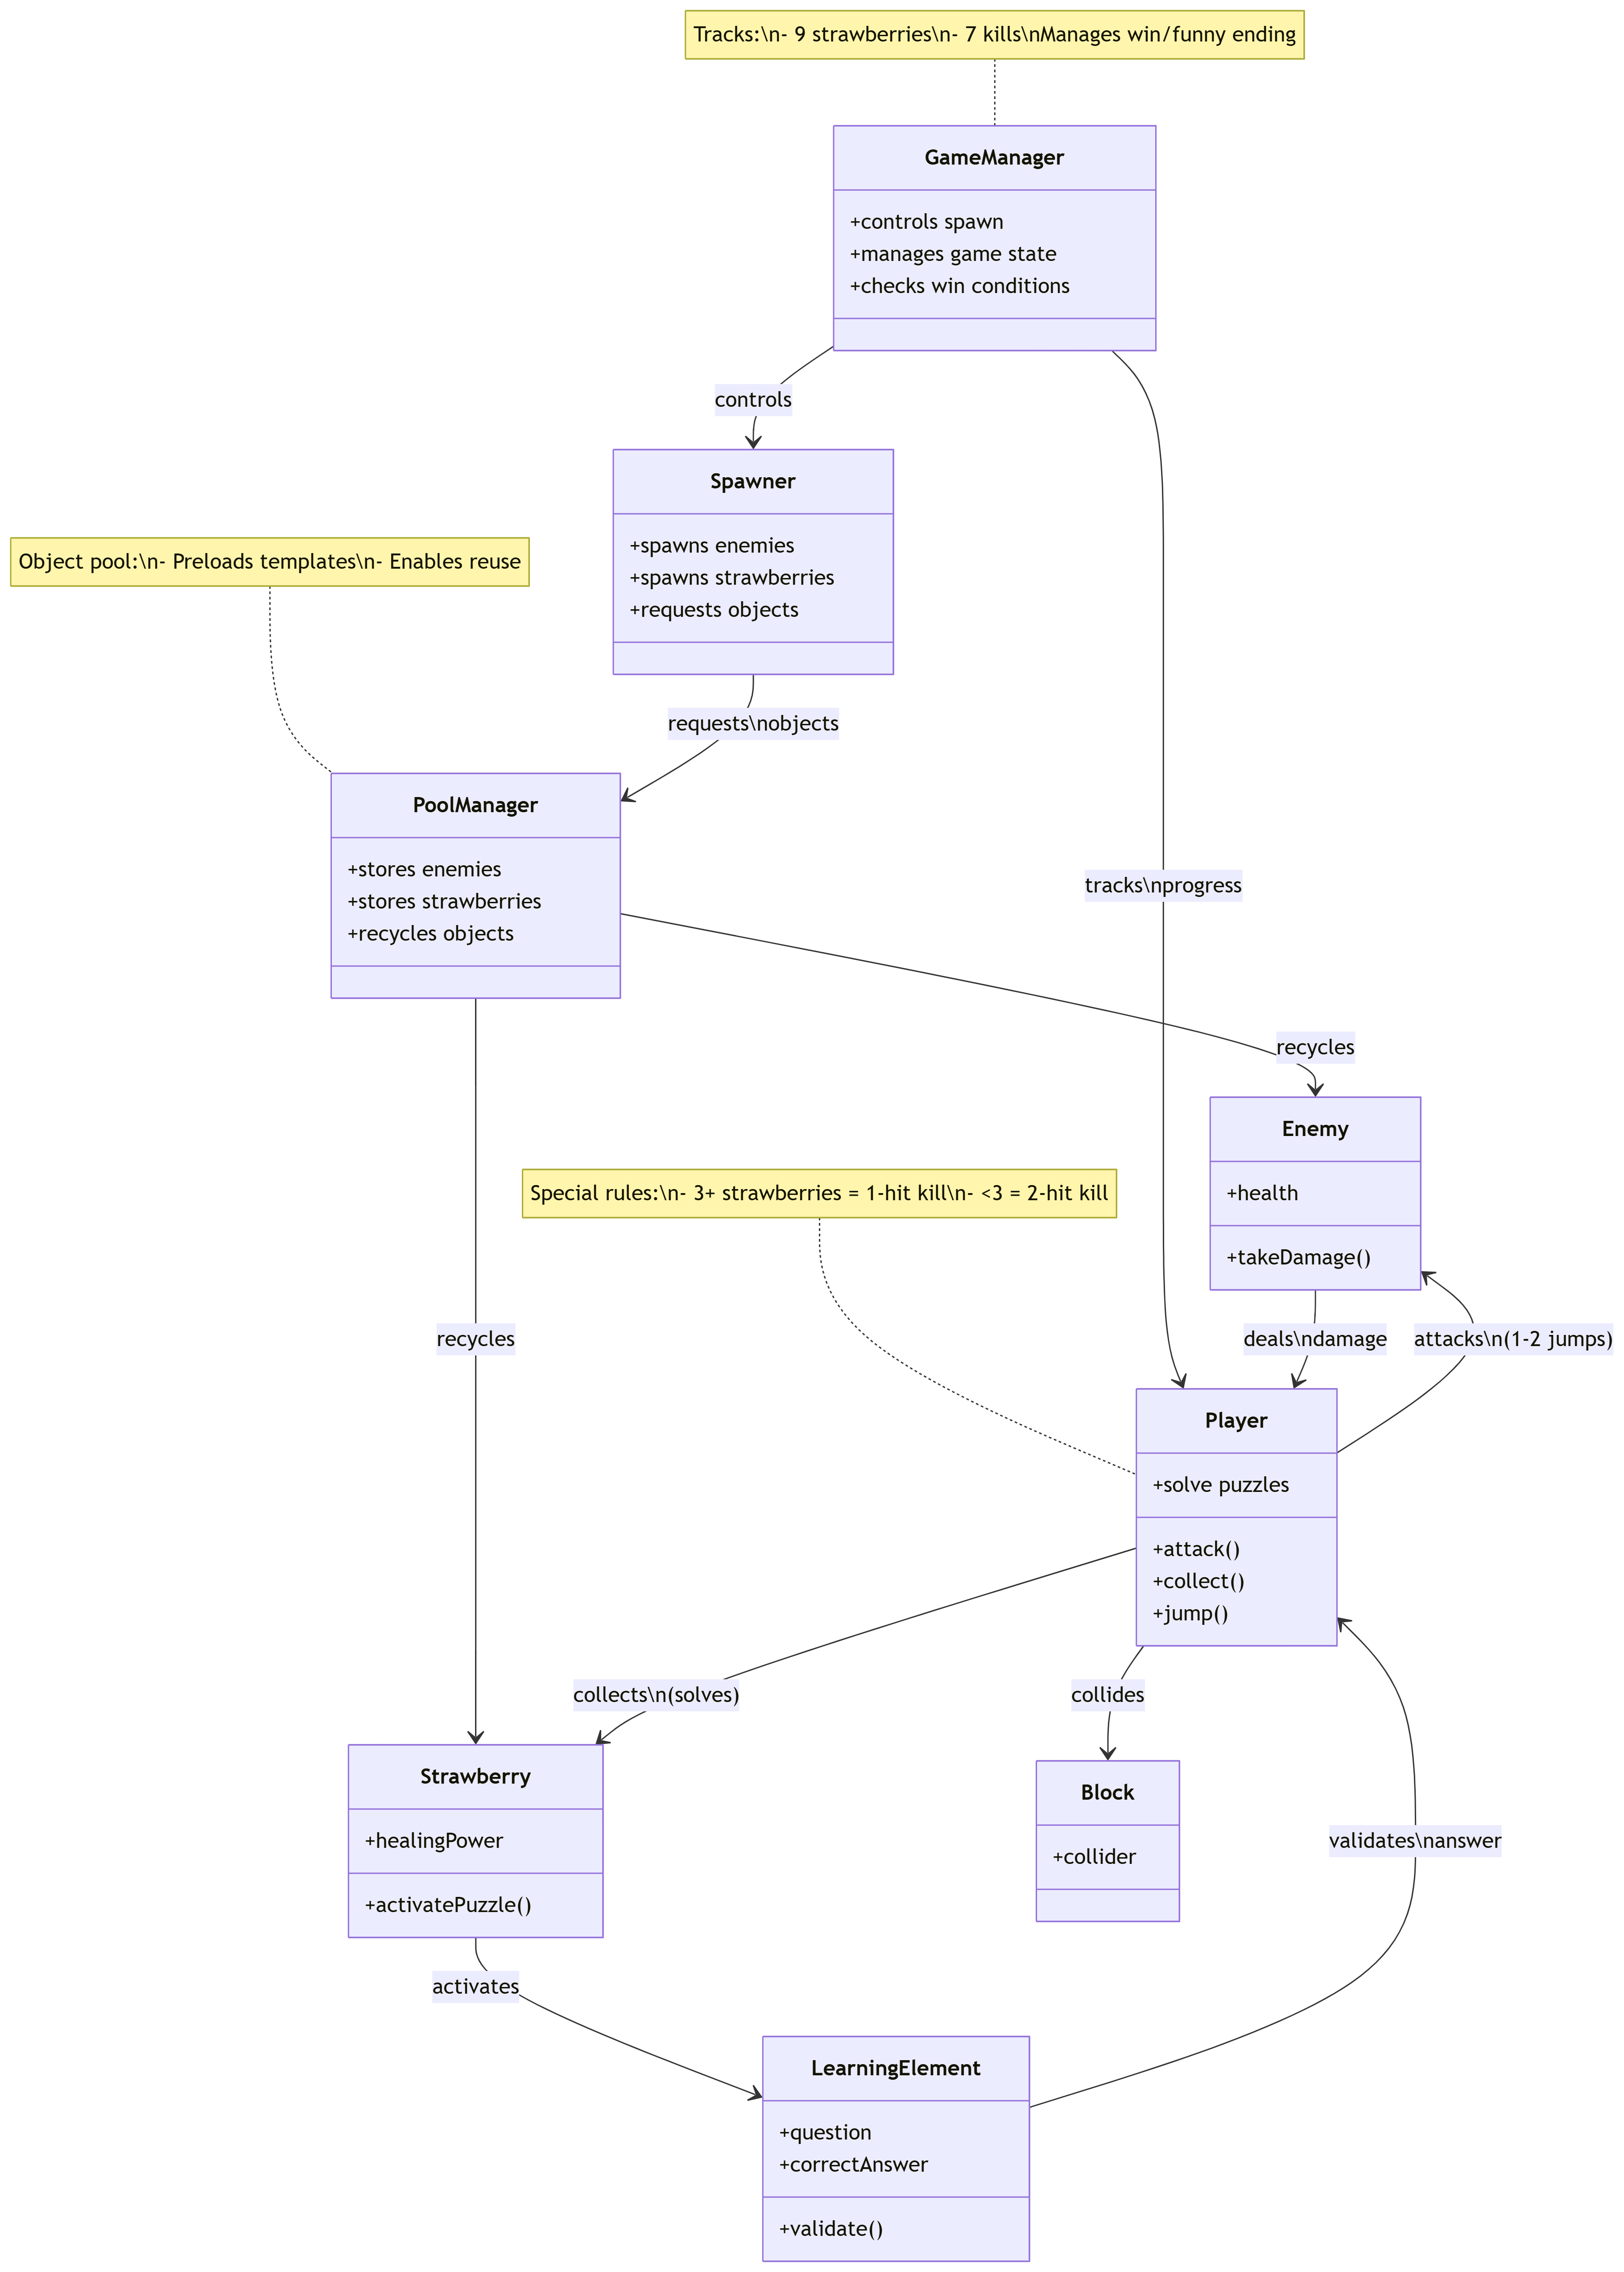 Tracks:\n- 9 strawberries\n- 7 kills\nManages win/funny ending
GameManager
+controls spawn
+manages game state
+checks win conditions
controls
Spawner
+spawns enemies
+spawns strawberries
+requests objects
Object pool:\n- Preloads templates\n- Enables reuse
requests\nobjects
PoolManager
+stores enemies
+stores strawberries
+recycles objects
tracks\nprogress
recycles
Enemy
+health
+takeDamage()
Special rules:\n- 3+ strawberries = 1-hit kill\n- <3 = 2-hit kill
recycles
deals\ndamage
attacks\n(1-2 jumps)
Player
+solve puzzles
+attack()
+collect()
+jump()
collects\n(solves)
collides
Strawberry
+healingPower
+activatePuzzle()
Block
+collider
validates\nanswer
activates
LearningElement
+question
+correctAnswer
+validate()